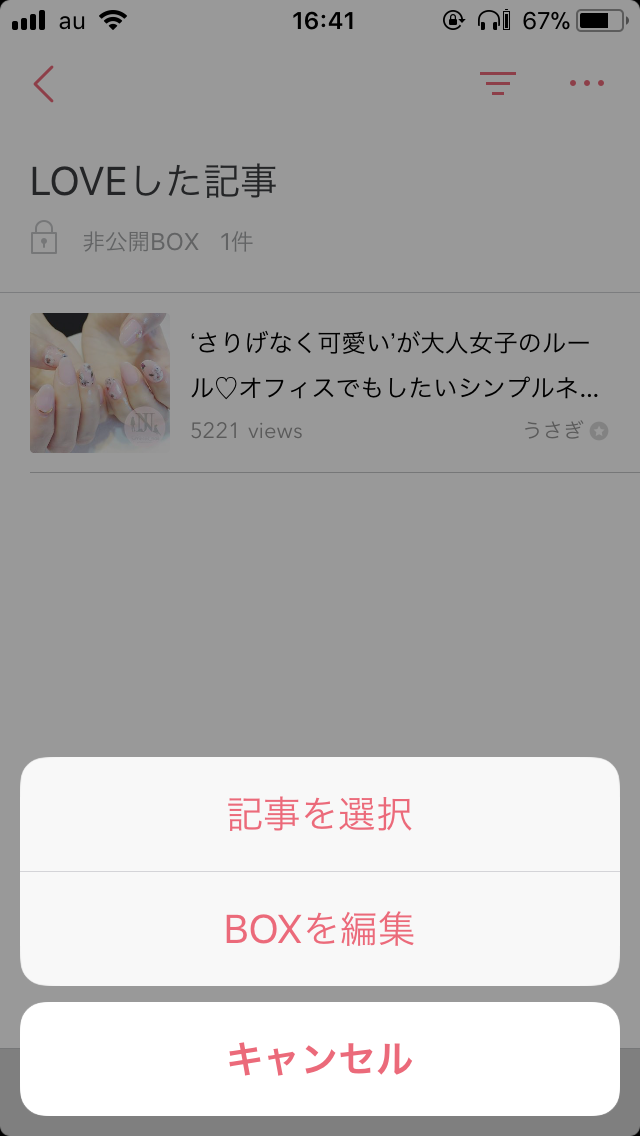 au 16:41 67%
LOVEした記事
非公開BOX 1件
‘さりげなく可愛い’が大人女子のルー
ル♡オフィスでもしたいシンプルネ...
5221 views うさぎ
記事を選択
BOXを編集
キャンセル